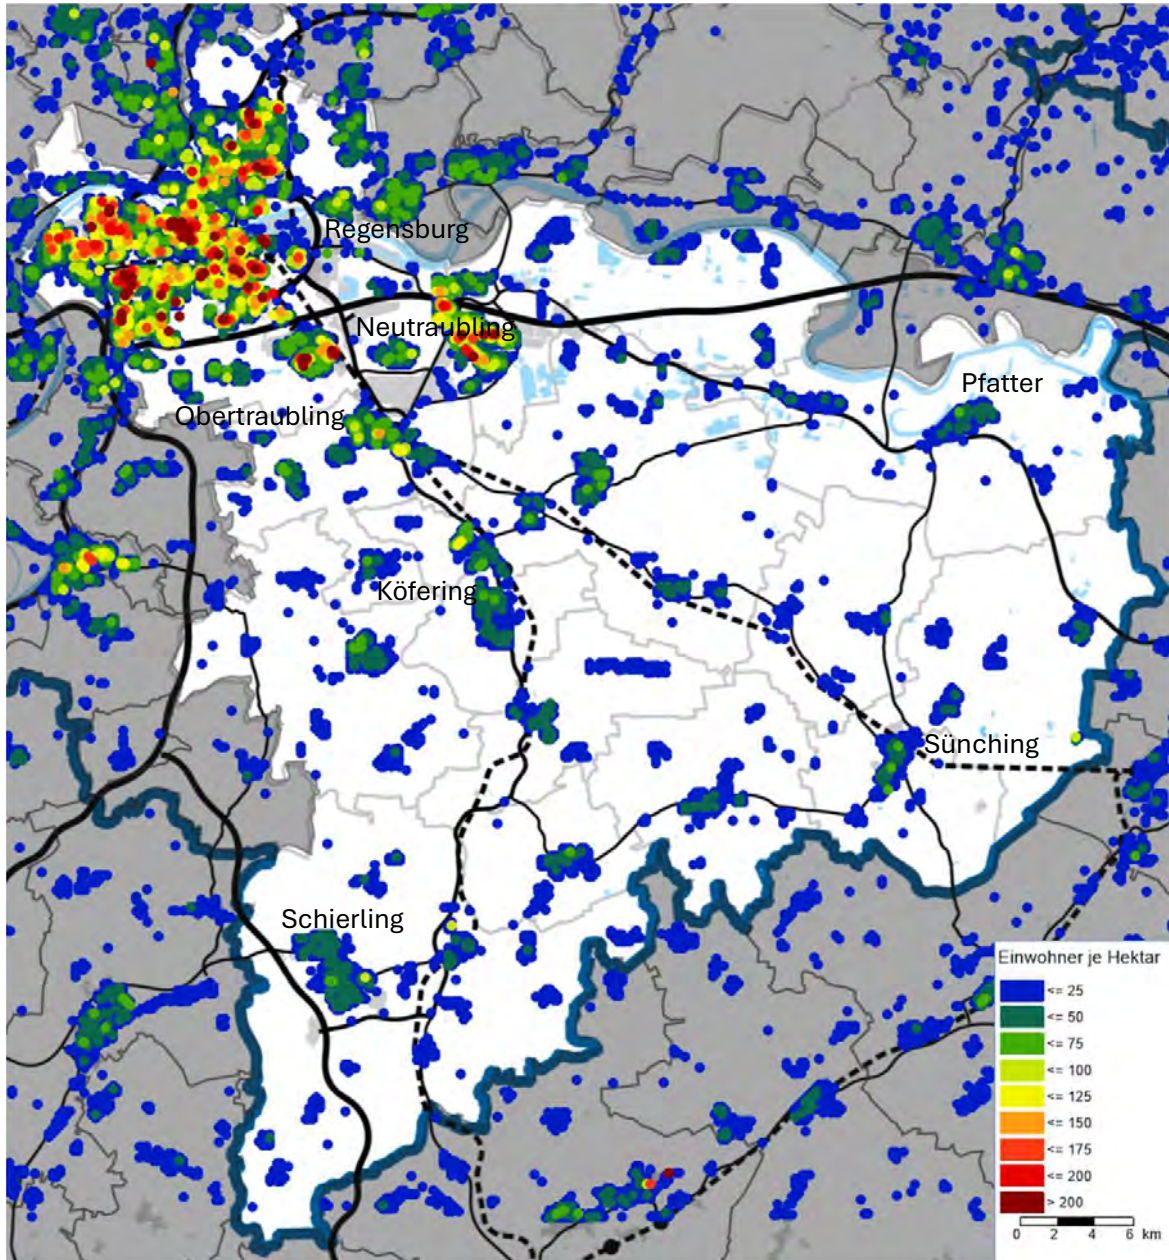 Regensburg
Neutraubling
Pfatter
Obertraubling
Köfering
Sünching
Schierling
Einwohner je Hektar
<= 25
<= 50
<= 75
<= 100
<= 125
<= 150
<= 175
<= 200
> 200
0 2 4 6 km